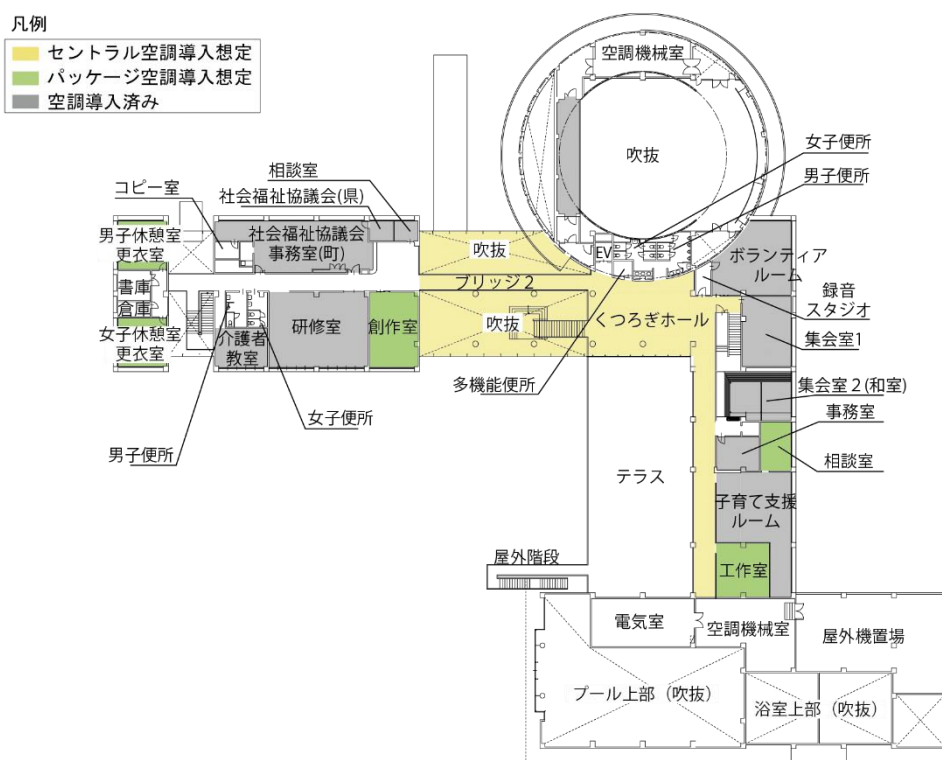 凡例
セントラル空調導入想定
パッケージ空調導入想定
空調導入済み
空調機械室
吹抜
女子便所
男子便所
相談室
社会福祉協議会(県)
コピー室
男子休憩室
更衣室
社会福祉協議会
事務室(町)
吹抜
EV
ボランティア
ルーム
書庫
倉庫
ブリッジ2
録音
スタジオ
女子休憩室
更衣室
介護者
教室
研修室
創作室
吹抜
くつろぎホール
集会室1
多機能便所
集会室2(和室)
女子便所
事務室
男子便所
テラス
相談室
子育て支援
ルーム
屋外階段
工作室
電気室
空調機械室
屋外機置場
プール上部(吹抜)
浴室上部(吹抜)